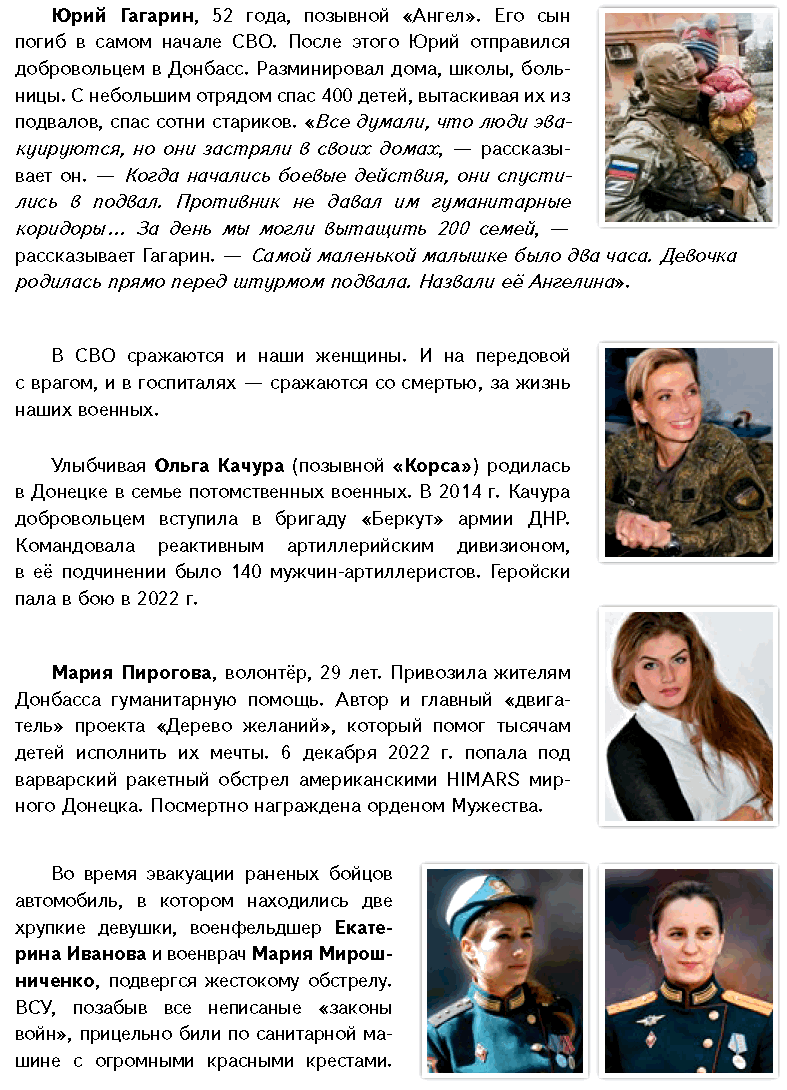 Юрий Гагарин, 52 года, позывной «Ангел». Его сын
погиб в самом начале СВО. После этого Юрий отправился
добровольцем в Донбасс. Разминировал дома, школы, боль-
ницы. С небольшим отрядом спас 400 детей, вытаскивая их из
подвалов, спас сотни стариков. «Все думали, что люди эва-
куируются, но они застряли в своих домах, — рассказы-
вает он. — Когда начались боевые действия, они спусти-
лись в подвал. Противник не давал им гуманитарные
коридоры... За день мы могли вытащить 200 семей, —
рассказывает Гагарин. — Самой маленькой малышке было два часа. Девочка
родилась прямо перед штурмом подвала. Назвали её Ангелина».
В СВО сражаются и наши женщины. И на передовой
с врагом, и в госпиталях — сражаются со смертью, за жизнь
наших военных.
Улыбчивая Ольга Качура (позывной «Корса») родилась
в Донецке в семье потомственных военных. В 2014 г. Качура
добровольцем вступила в бригаду «Беркут» армии ДНР.
Командовала реактивным артиллерийским дивизионом,
в её подчинении было 140 мужчин-артиллеристов. Геройски
пала в бою в 2022 г.
Мария Пирогова, волонтёр, 29 лет. Привозила жителям
Донбасса гуманитарную помощь. Автор и главный «двига-
тель» проекта «Дерево желаний», который помог тысячам
детей исполнить их мечты. 6 декабря 2022 г. попала под
варварский ракетный обстрел американскими HIMARS мир-
ного Донецка. Посмертно награждена орденом Мужества.
Во время эвакуации раненых бойцов
автомобиль, в котором находились две
хрупкие девушки, военфельдшер Екате-
рина Иванова и военврач Мария Мирош-
ниченко, подвергся жестокому обстрелу.
ВСУ, позабыв все неписаные «законы
войн», прицельно били по санитарной ма-
шине с огромными красными крестами.